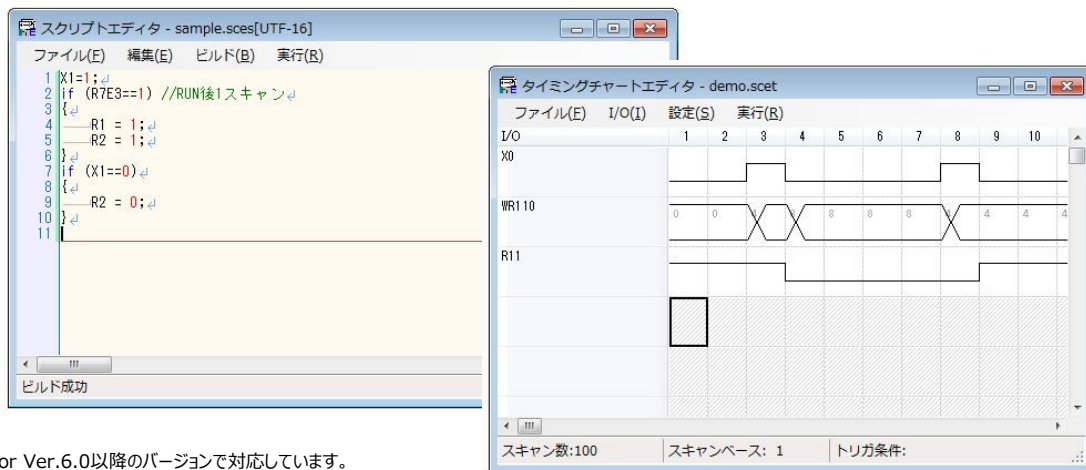 スクリプトエディタ - sample.sces[UTF-16]
ファイル(F) 編集(E) ビルド(B) 実行(R)
1 X1=1;
2 if (R7E3==1) //RUN後1スキャン
3 {
4 R1 = 1;
5 R2 = 1;
6 }
7 if (X1==0)
8 {
9 R2 = 0;
10 }
11
ビルド成功
タイミングチャートエディタ - demo.scet
ファイル(F) I/O(I) 設定(S) 実行(R)
I/O 1 2 3 4 5 6 7 8 9 10
X0
WR110 0 0 8 8 8 4 4 4
R11
スキャン数:100 スキャンベース: 1 トリガ条件:
or Ver.6.0以降のバージョンで対応しています。